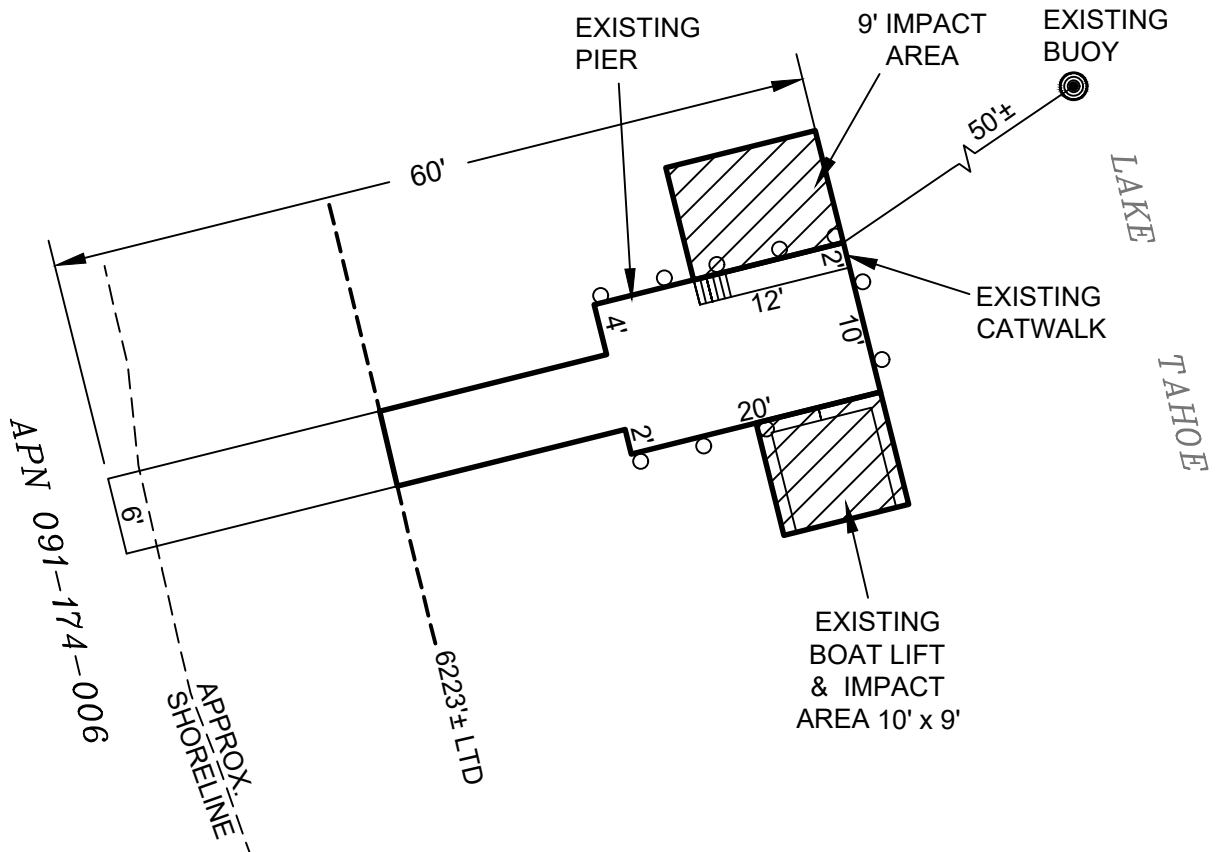 EXISTING
PIER
9' IMPACT
AREA
EXISTING
BUOY
60'
50'±
LAKE
TAHOE
2'
12'
4'
10'
EXISTING
CATWALK
20'
2'
6'
APN 091-174-006
APPROX.
SHORELINE
6223'± LTD
EXISTING
BOAT LIFT
& IMPACT
AREA 10' x 9'